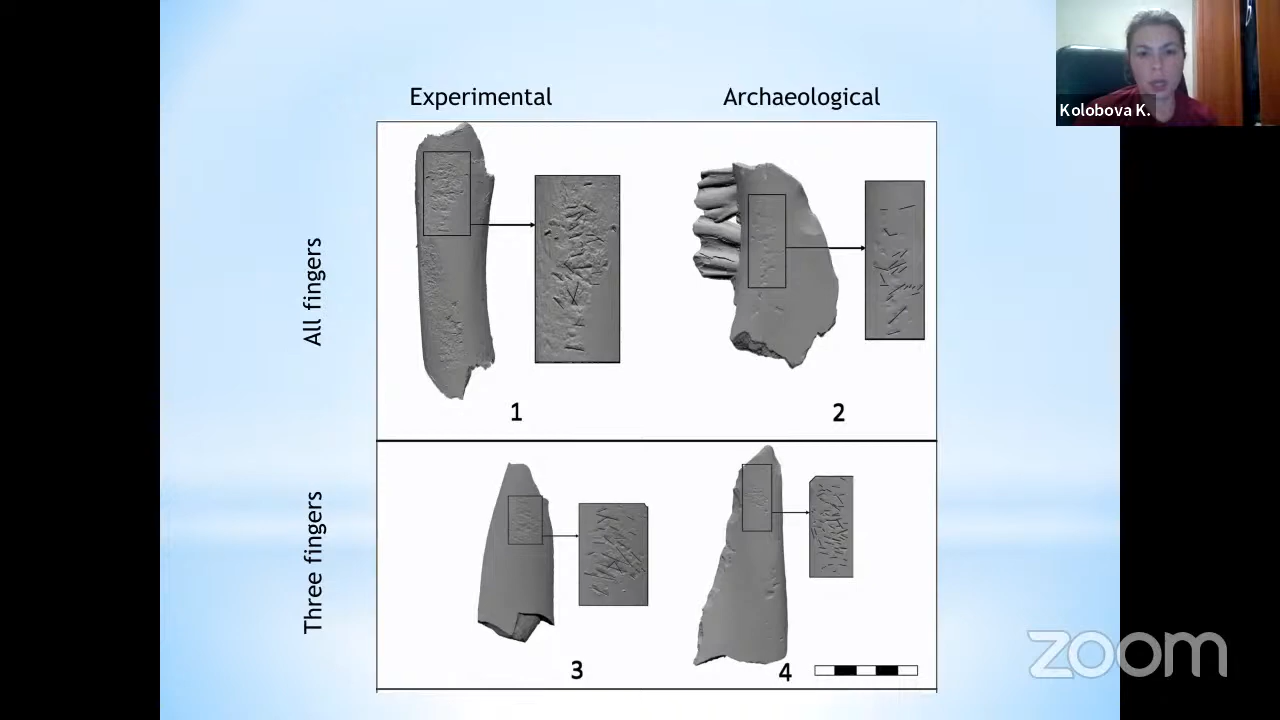 Experimental
Archaeological
Kolobova K.
All fingers
1
2
Three fingers
3
4
zoom